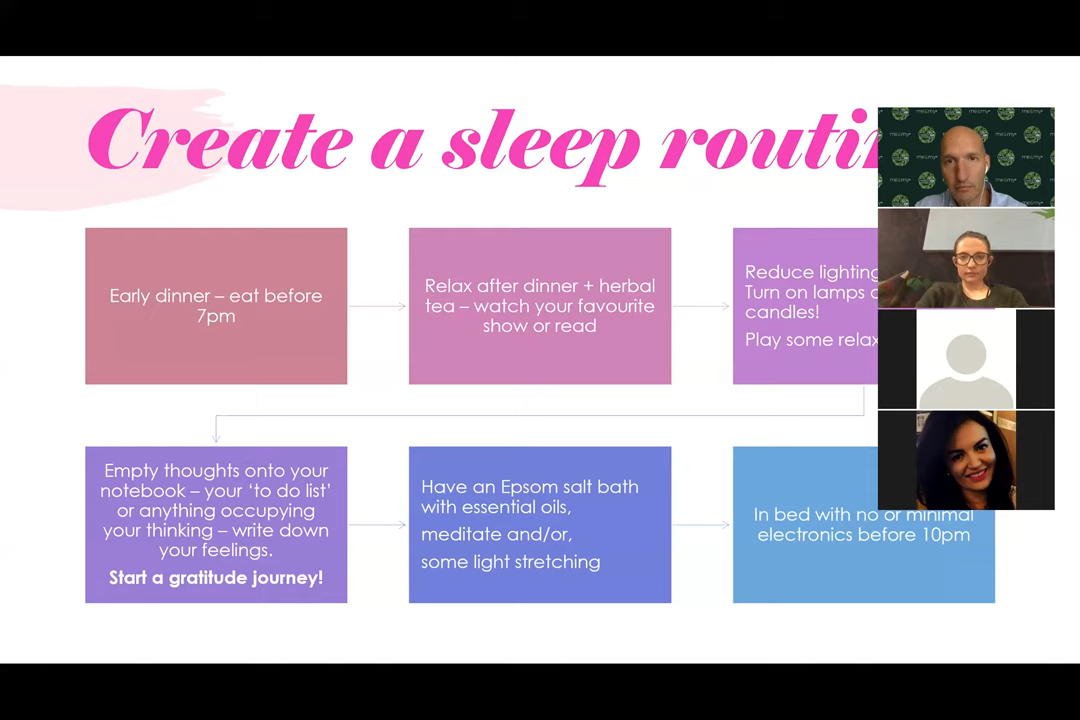 Create a sleep routin
Early dinner – eat before
7pm
Relax after dinner + herbal
tea – watch your favourite
show or read
Reduce lighting
Turn on lamps
candles!
Play some relax
Empty thoughts onto your
notebook – your ‘to do list’
or anything occupying
your thinking – write down
your feelings.
Start a gratitude journey!
Have an Epsom salt bath
with essential oils,
meditate and/or,
some light stretching
In bed with no or minimal
electronics before 10pm